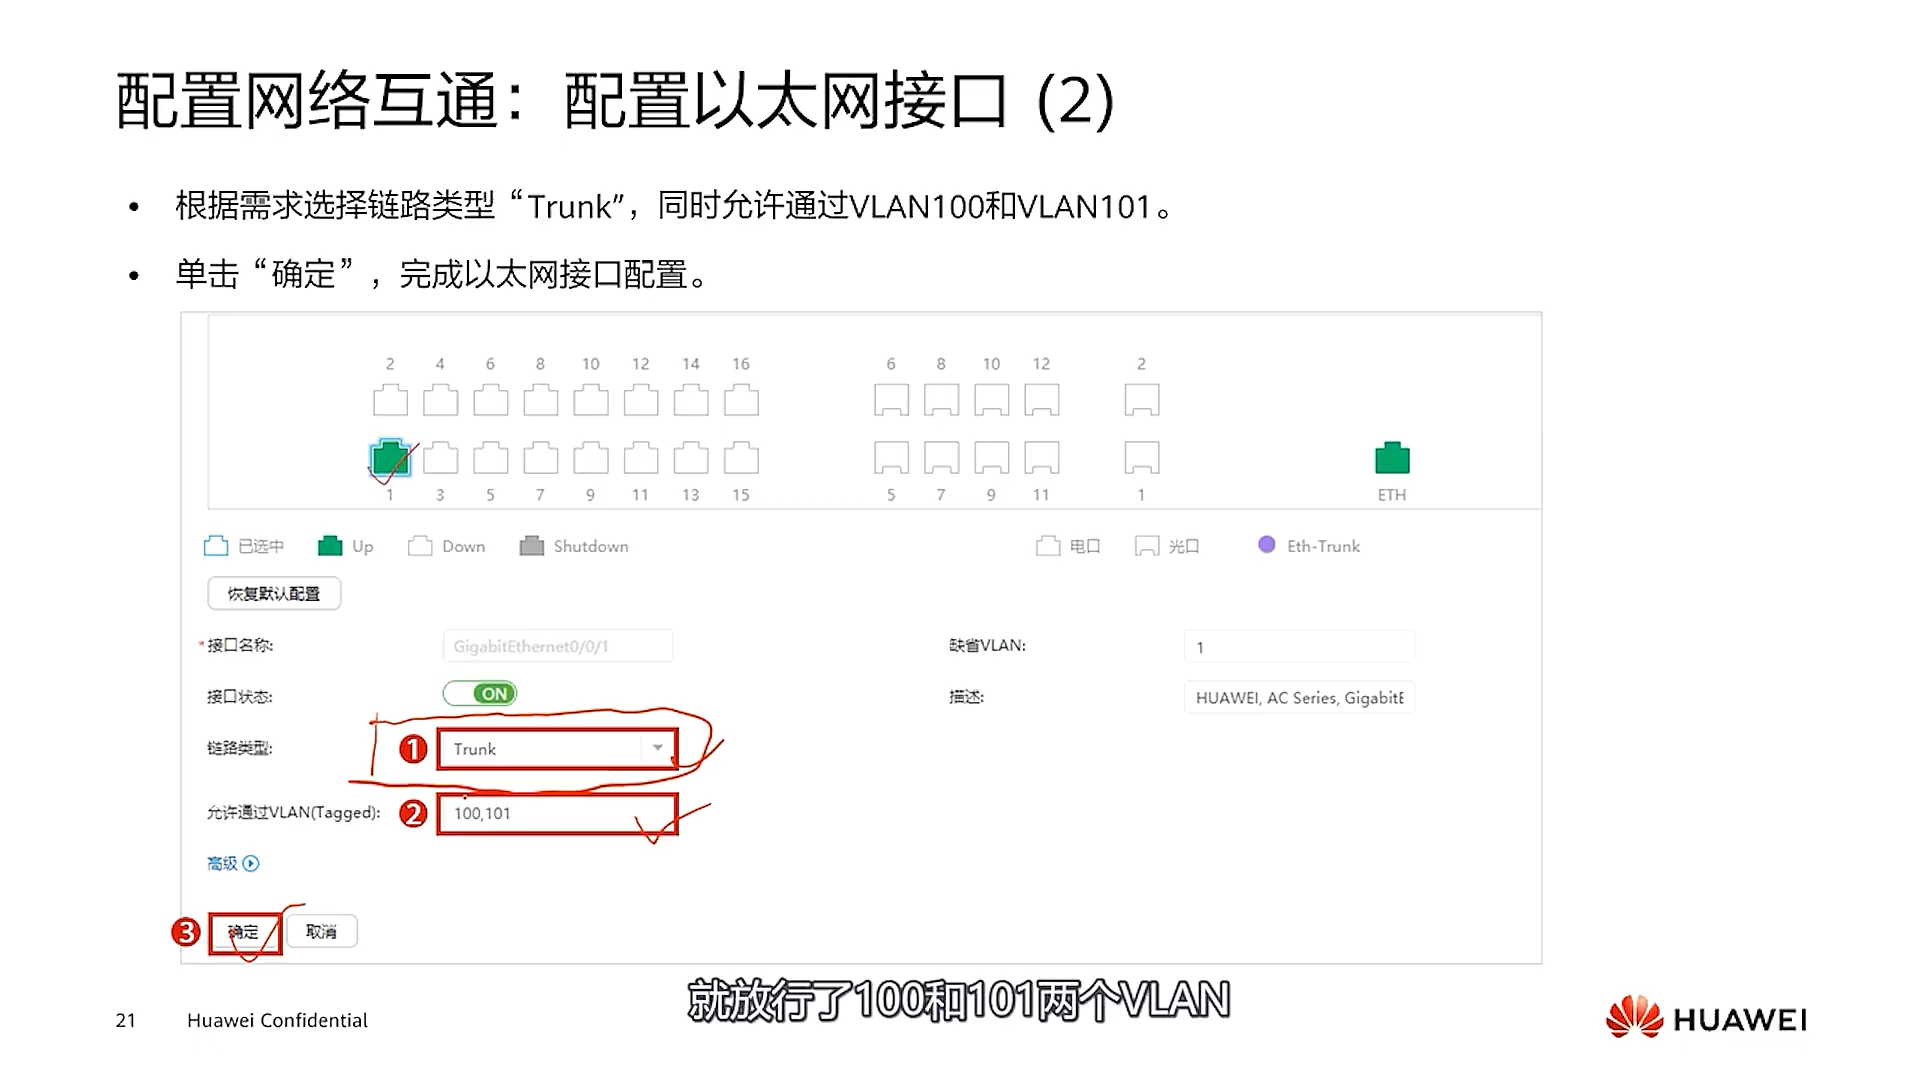 配置网络互通：配置以太网接口 (2)
• 根据需求选择链路类型“Trunk”，同时允许通过VLAN100和VLAN101。
• 单击“确定”，完成以太网接口配置。
2 4 6 8 10 12 14 16 6 8 10 12 2
1 3 5 7 9 11 13 15 5 7 9 11 1 ETH
已选中 Up Down Shutdown 电口 光口 Eth-Trunk
恢复默认配置
*接口名称: GigabitEthernet0/0/1 缺省VLAN: 1
接口状态: ON 描述: HUAWEI, AC Series, GigabitE
链路类型: 1 Trunk
允许通过VLAN(Tagged): 2 100,101
高级
3 确定 取消
就放行了100和101两个VLAN
21 Huawei Confidential HUAWEI